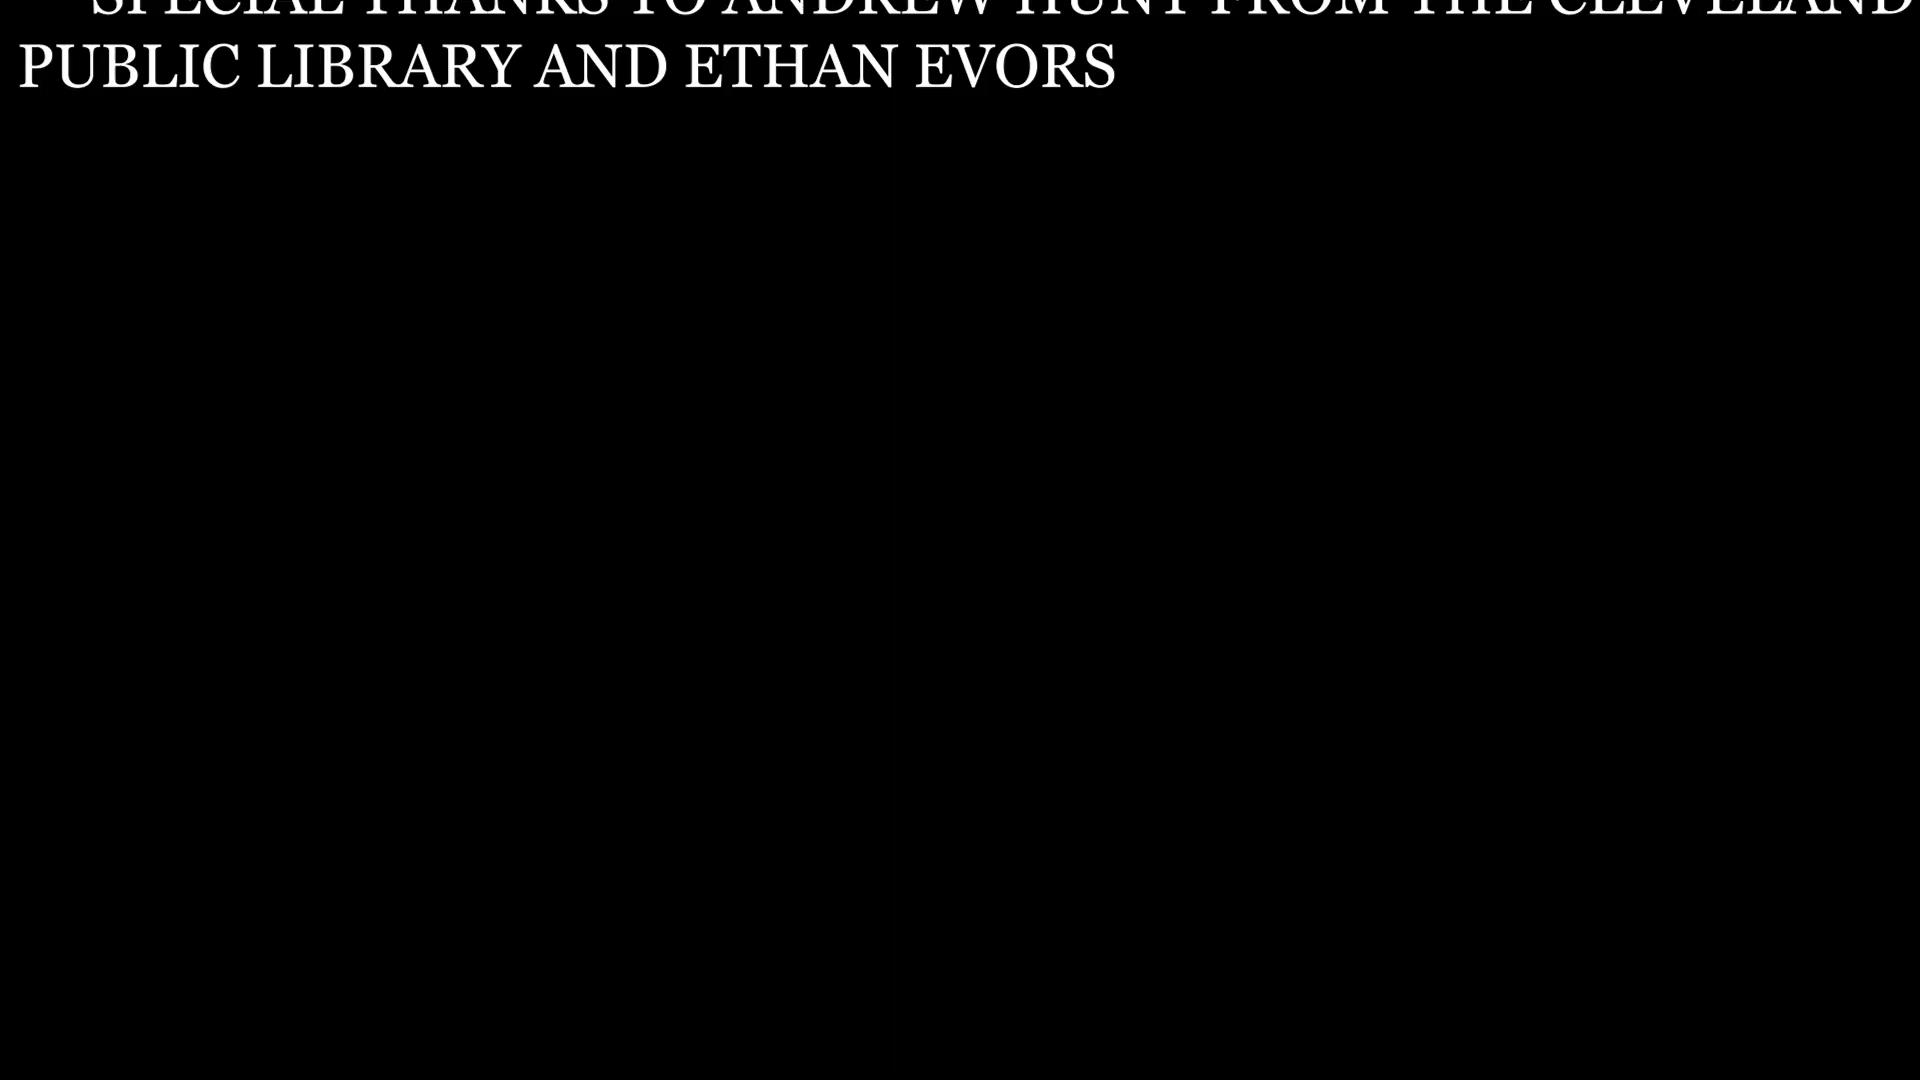 SPECIAL THANKS TO ANDREW HUNT FROM THE CLEVELAND
PUBLIC LIBRARY AND ETHAN EVORS